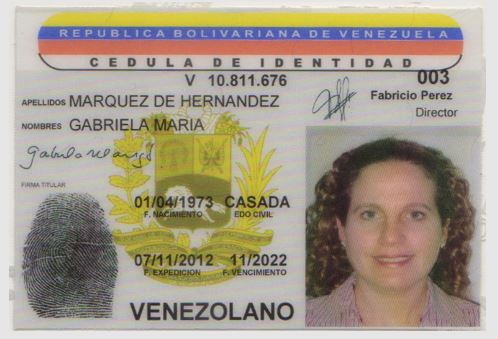 REPUBLICA BOLIVARIANA DE VENEZUELA
CEDULA DE IDENTIDAD
V 10.811.676
003
APELLIDOS MARQUEZ DE HERNANDEZ
Fabricio Perez
Director
NOMBRES GABRIELA MARIA
FIRMA TITULAR
01/04/1973 CASADA
F. NACIMIENTO EDO CIVIL
07/11/2012 11/2022
F. EXPEDICION F. VENCIMIENTO
VENEZOLANO